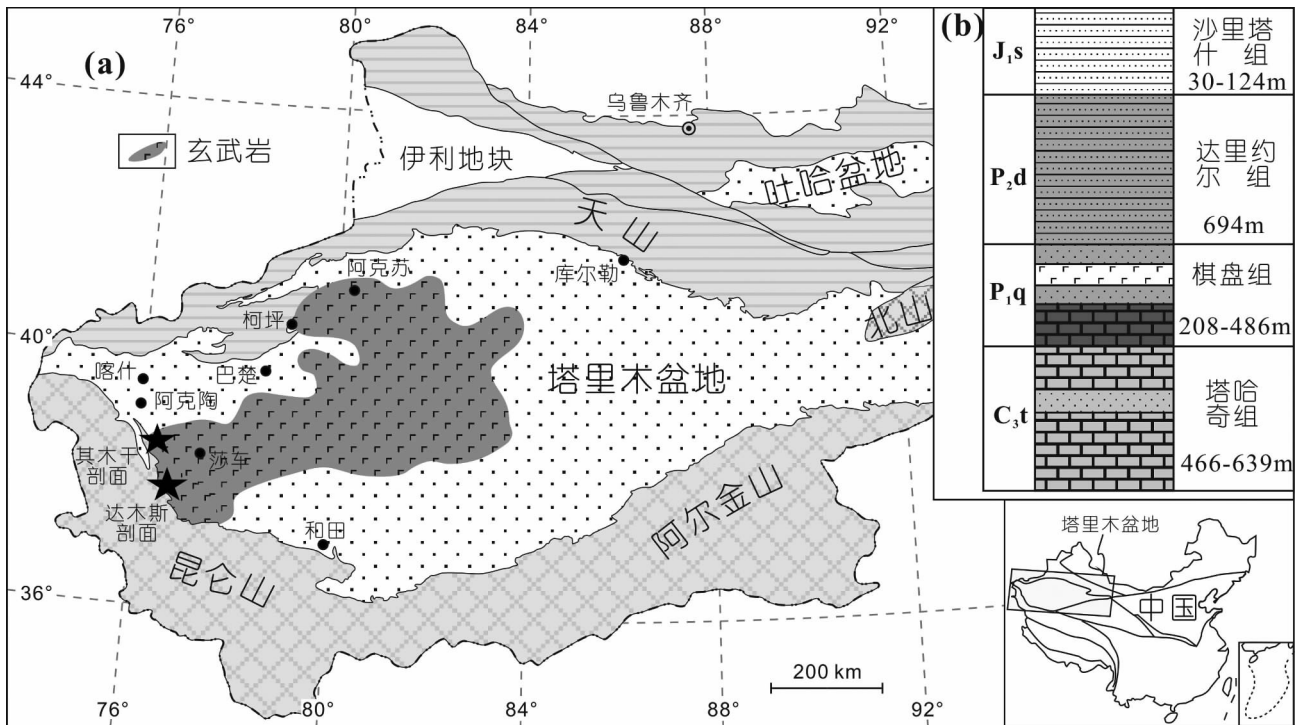 76°
80°
84°
88°
92°
(a)
44°
玄武岩
伊利地块
乌鲁木齐
吐哈盆地
天山
库尔勒
阿克苏
北山
40°
柯坪
巴楚
喀什
阿克陶
塔里木盆地
其木干
剖面
莎车
达木斯
剖面
和田
阿尔金山
昆仑山
36°
200 km
76°
80°
84°
88°
92°
(b)
J₁s
沙里塔
什 组
30-124m
P₂d
达里约
尔 组
694m
P₁q
棋盘组
208-486m
C₃t
塔哈
奇组
466-639m
塔里木盆地
中国